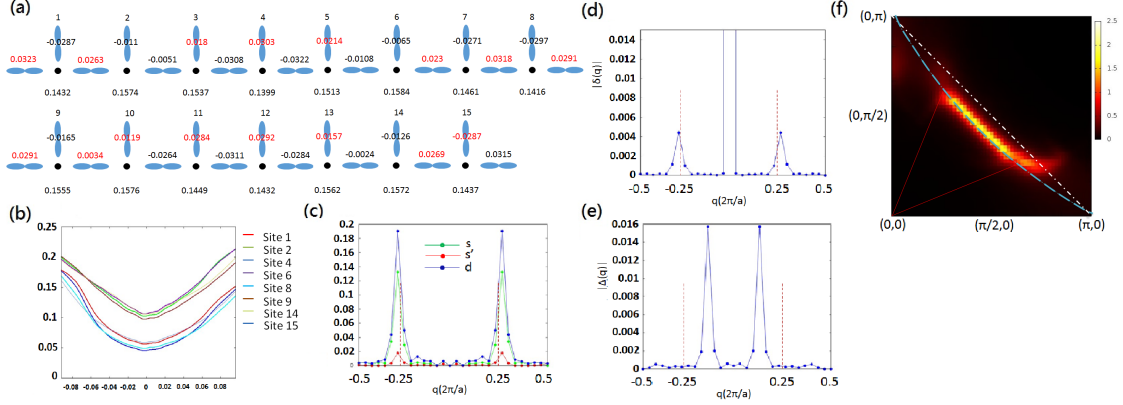 (a)
1 2 3 4 5 6 7 8
-0.0287 -0.011 0.018 0.0303 0.0214 -0.0065 -0.0271 -0.0297
0.0323 0.0263 -0.0051 -0.0308 -0.0322 -0.0108 0.023 0.0318 0.0291
0.1432 0.1574 0.1537 0.1399 0.1513 0.1584 0.1461 0.1416
9 10 11 12 13 14 15
-0.0165 0.0119 0.0284 0.0292 0.0157 -0.0126 -0.0287
0.0291 0.0034 -0.0264 -0.0311 -0.0284 -0.0024 0.0269 0.0315
0.1555 0.1576 0.1449 0.1432 0.1562 0.1572 0.1437
(b)
0.25
0.2
0.15
0.1
0.05
0
-0.08 -0.06 -0.04 -0.02 0 0.02 0.04 0.06 0.08
Site 1
Site 2
Site 4
Site 6
Site 8
Site 9
Site 14
Site 15
(c)
0.2
0.18
0.16
0.14
0.12
0.1
0.08
0.06
0.04
0.02
0
s
s'
d
-0.5 -0.25 0 0.25 0.5
q(2π/a)
(d)
|δ(q)|
0.014
0.012
0.01
0.008
0.006
0.004
0.002
0
-0.5 -0.25 0 0.25 0.5
q(2π/a)
(e)
|Δ(q)|
0.016
0.014
0.012
0.01
0.008
0.006
0.004
0.002
0
-0.5 -0.25 0 0.25 0.5
q(2π/a)
(f)
(0,π)
(0,π/2)
(0,0)
(π/2,0)
(π,0)
2.5
2
1.5
1
0.5
0